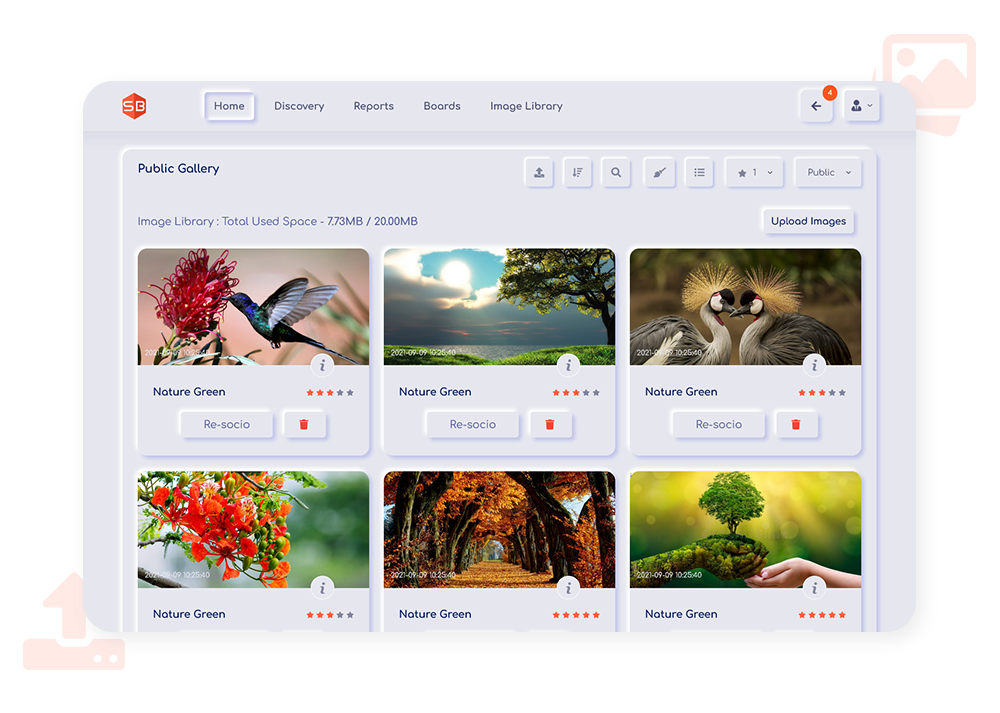 SB
Home Discovery Reports Boards Image Library
4
Public Gallery
1
Public
Image Library : Total Used Space - 7.73MB / 20.00MB
Upload Images
2021-09-09 10:25:40 2021-09-09 10:25:40 2021-09-09 10:25:40
i i i
Nature Green Nature Green Nature Green
Re-socio Re-socio Re-socio
2021-09-09 10:25:40 2021-09-09 10:25:40 2021-09-09 10:25:40
i i i
Nature Green Nature Green Nature Green